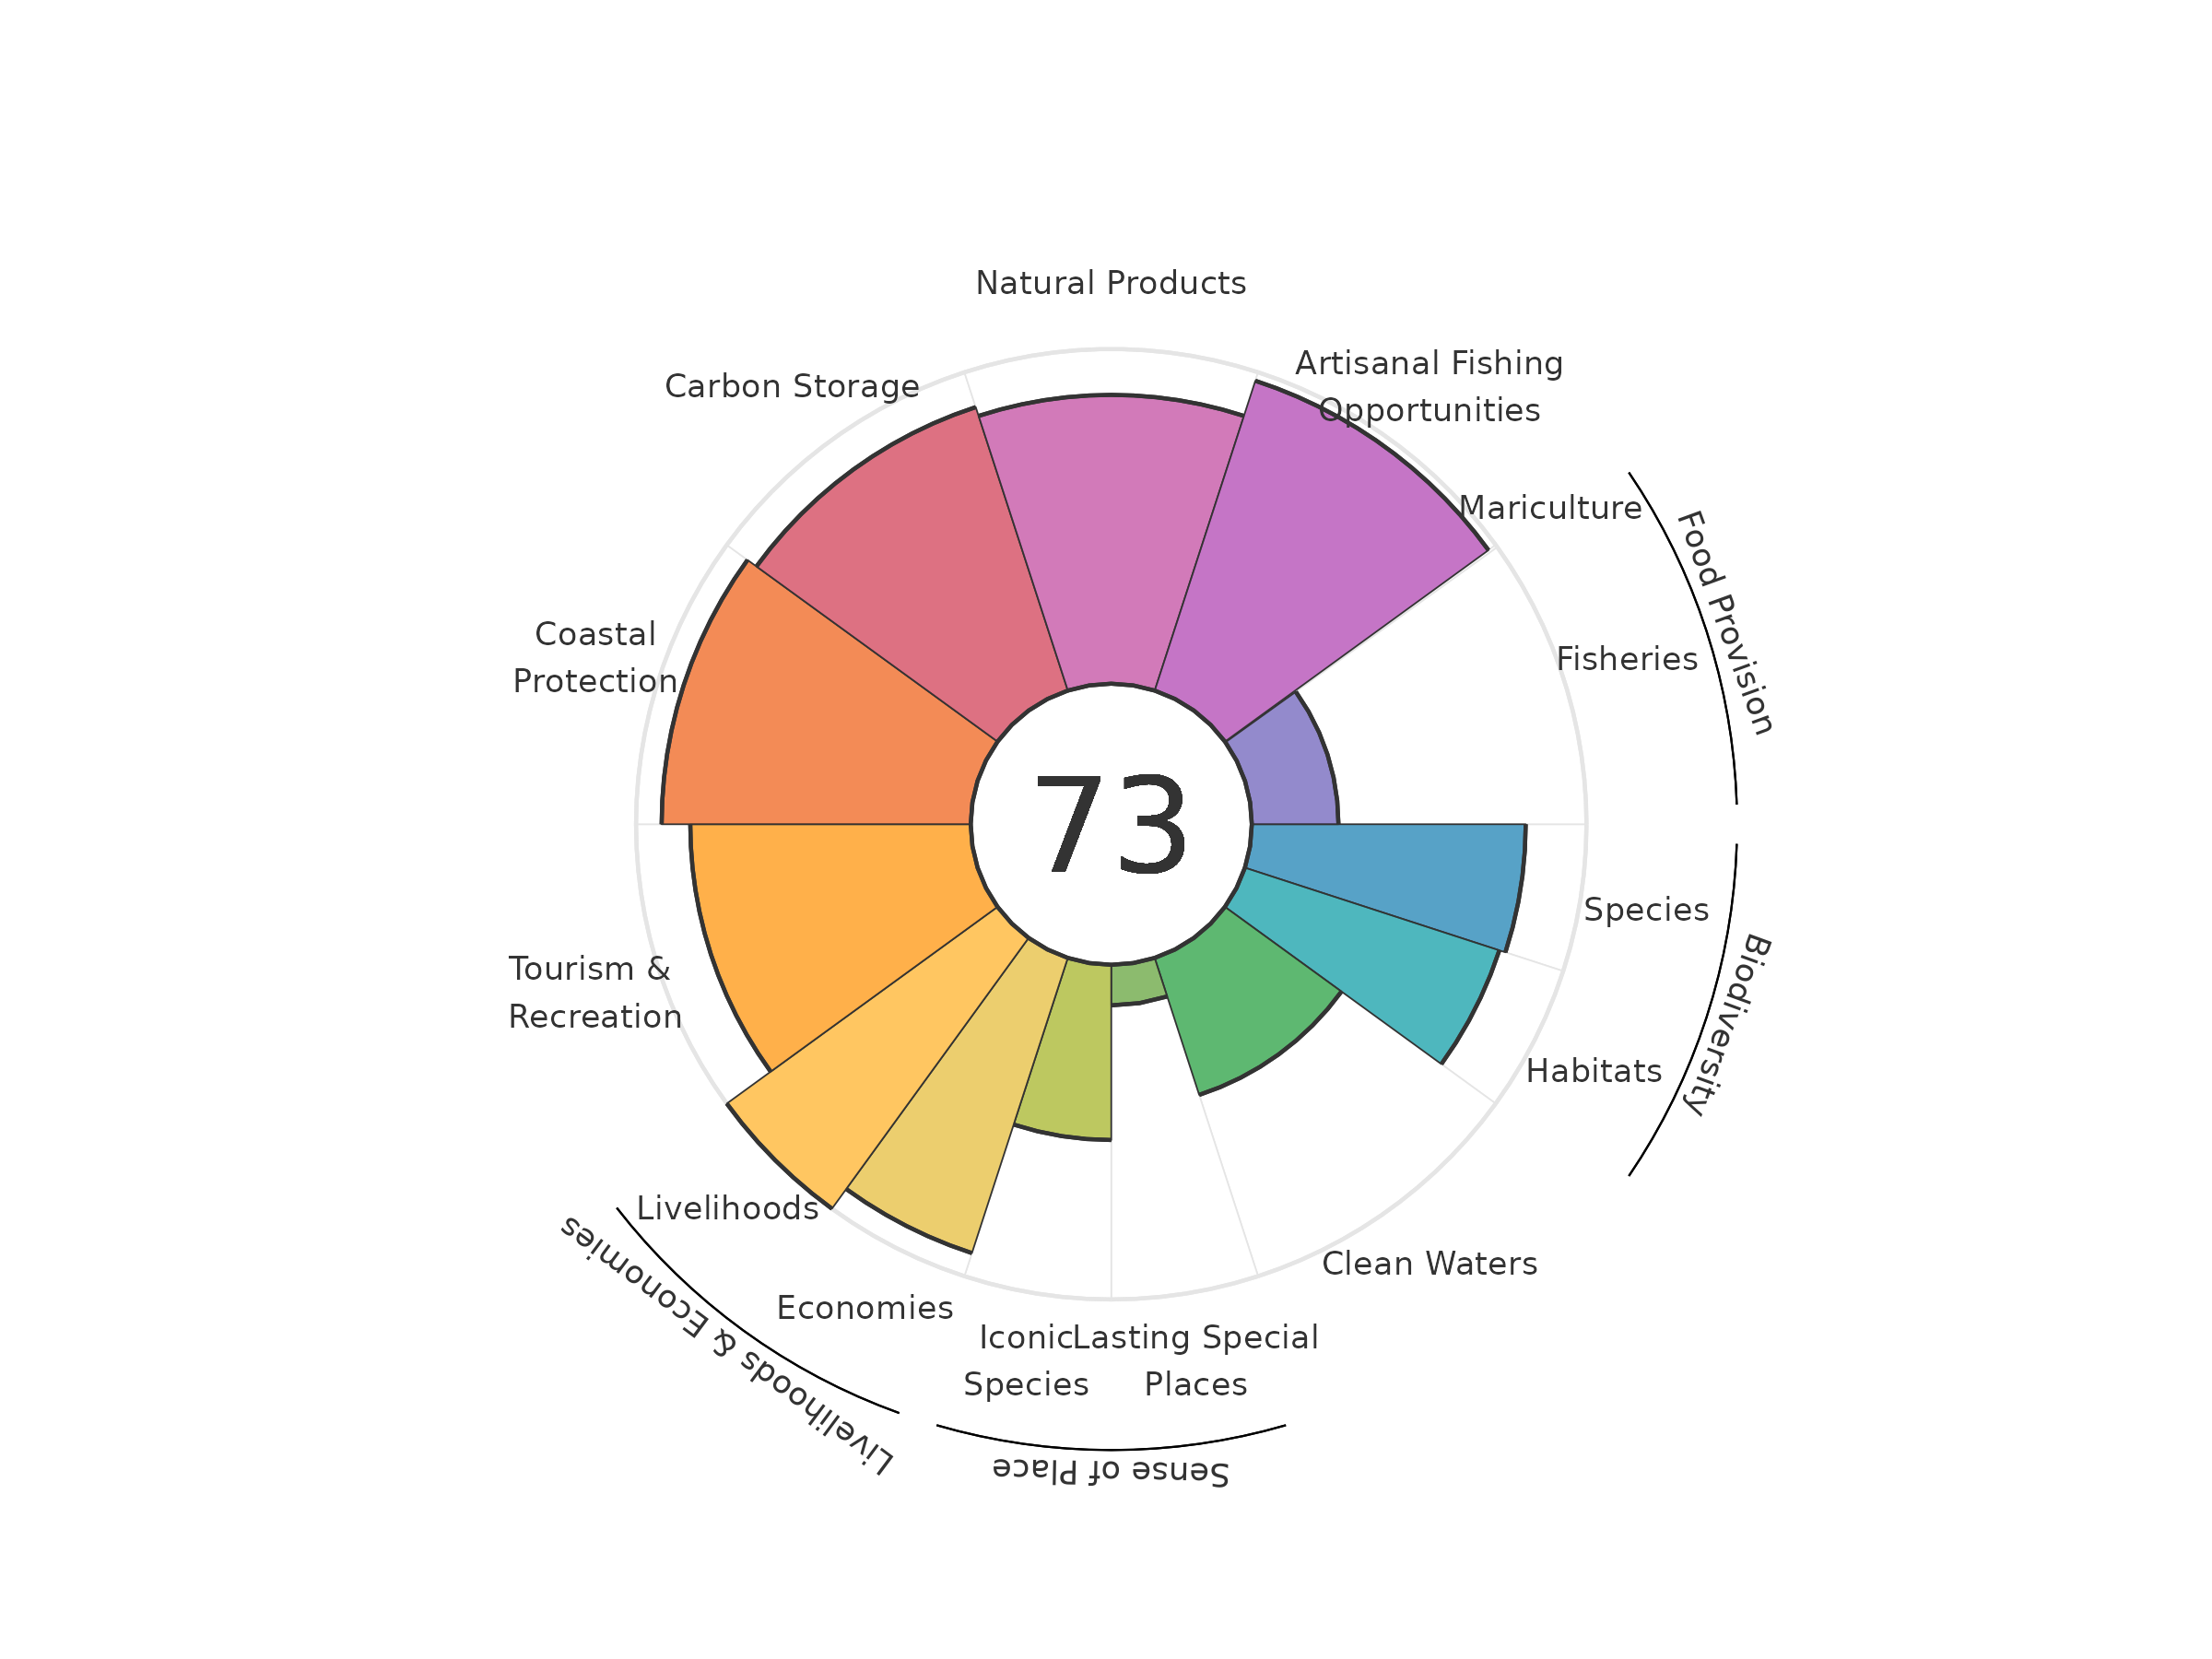 Natural Products
Carbon Storage
Artisanal Fishing
Opportunities
Mariculture
Food Provision
Coastal
Protection
Fisheries
73
Species
Biodiversity
Tourism &
Recreation
Habitats
Livelihoods
Clean Waters
Economies
Livelihoods & Economies
Iconic
Species
Lasting Special
Places
Sense of Place